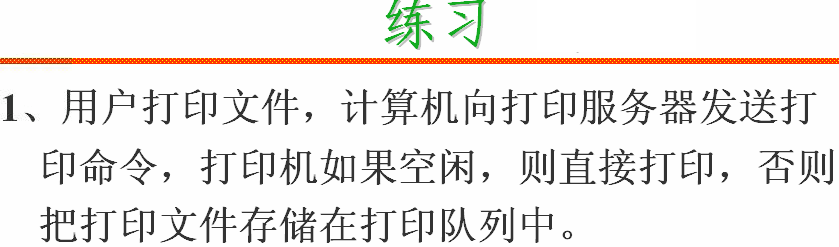 练习
1、用户打印文件，计算机向打印服务器发送打
印命令，打印机如果空闲，则直接打印，否则
把打印文件存储在打印队列中。